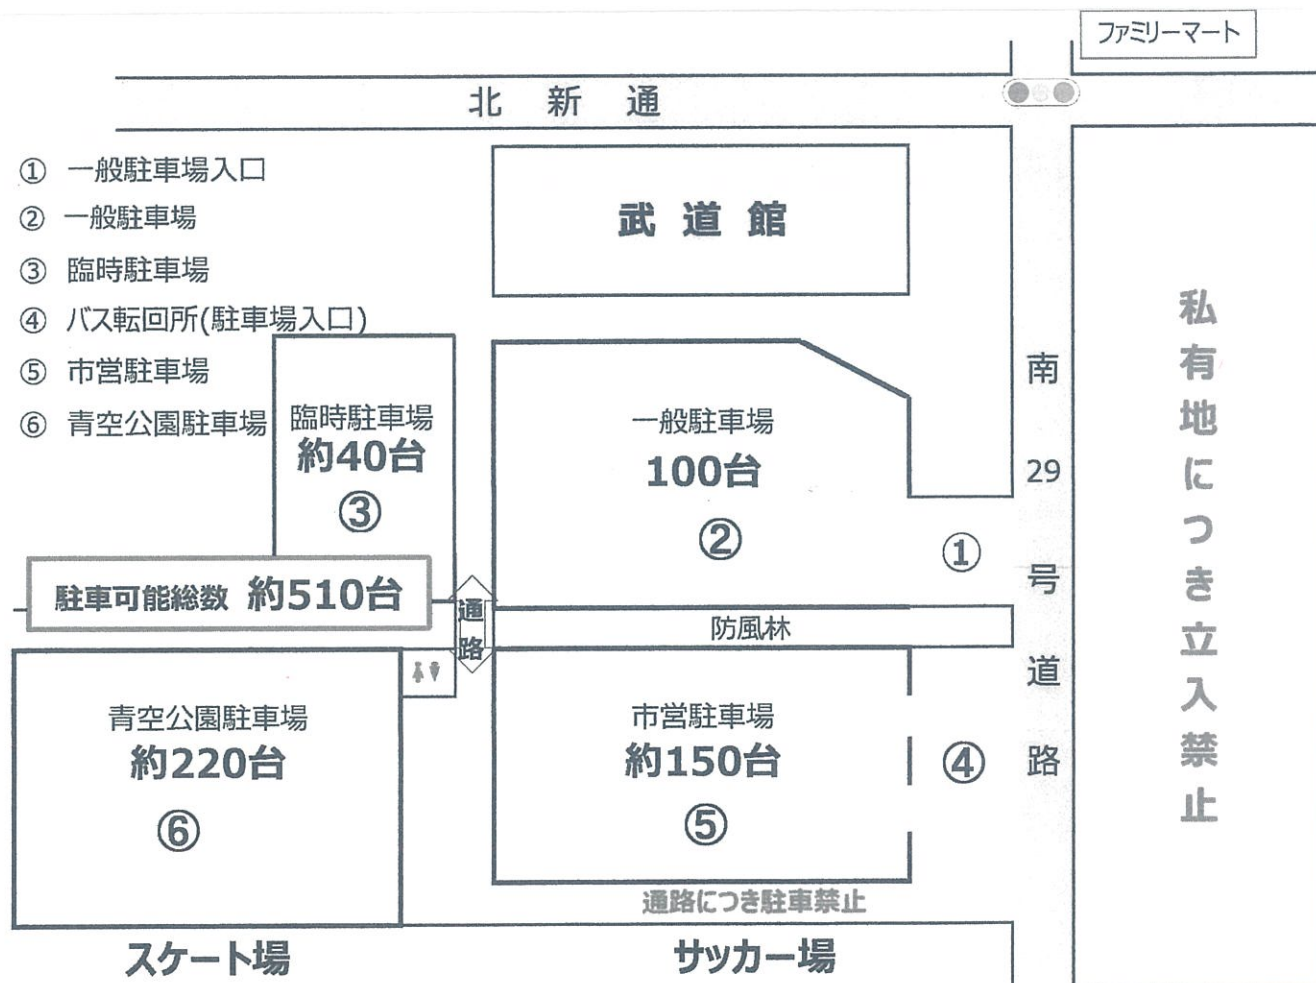 ファミリーマート
北 新 通
① 一般駐車場入口
② 一般駐車場
③ 臨時駐車場
④ バス転回所(駐車場入口)
⑤ 市営駐車場
⑥ 青空公園駐車場
武 道 館
臨時駐車場
約40台
③
一般駐車場
100台
②
①
南29号道路
私有地につき立入禁止
駐車可能総数 約510台
通路
防風林
青空公園駐車場
約220台
⑥
市営駐車場
約150台
⑤
④
通路につき駐車禁止
スケート場
サッカー場